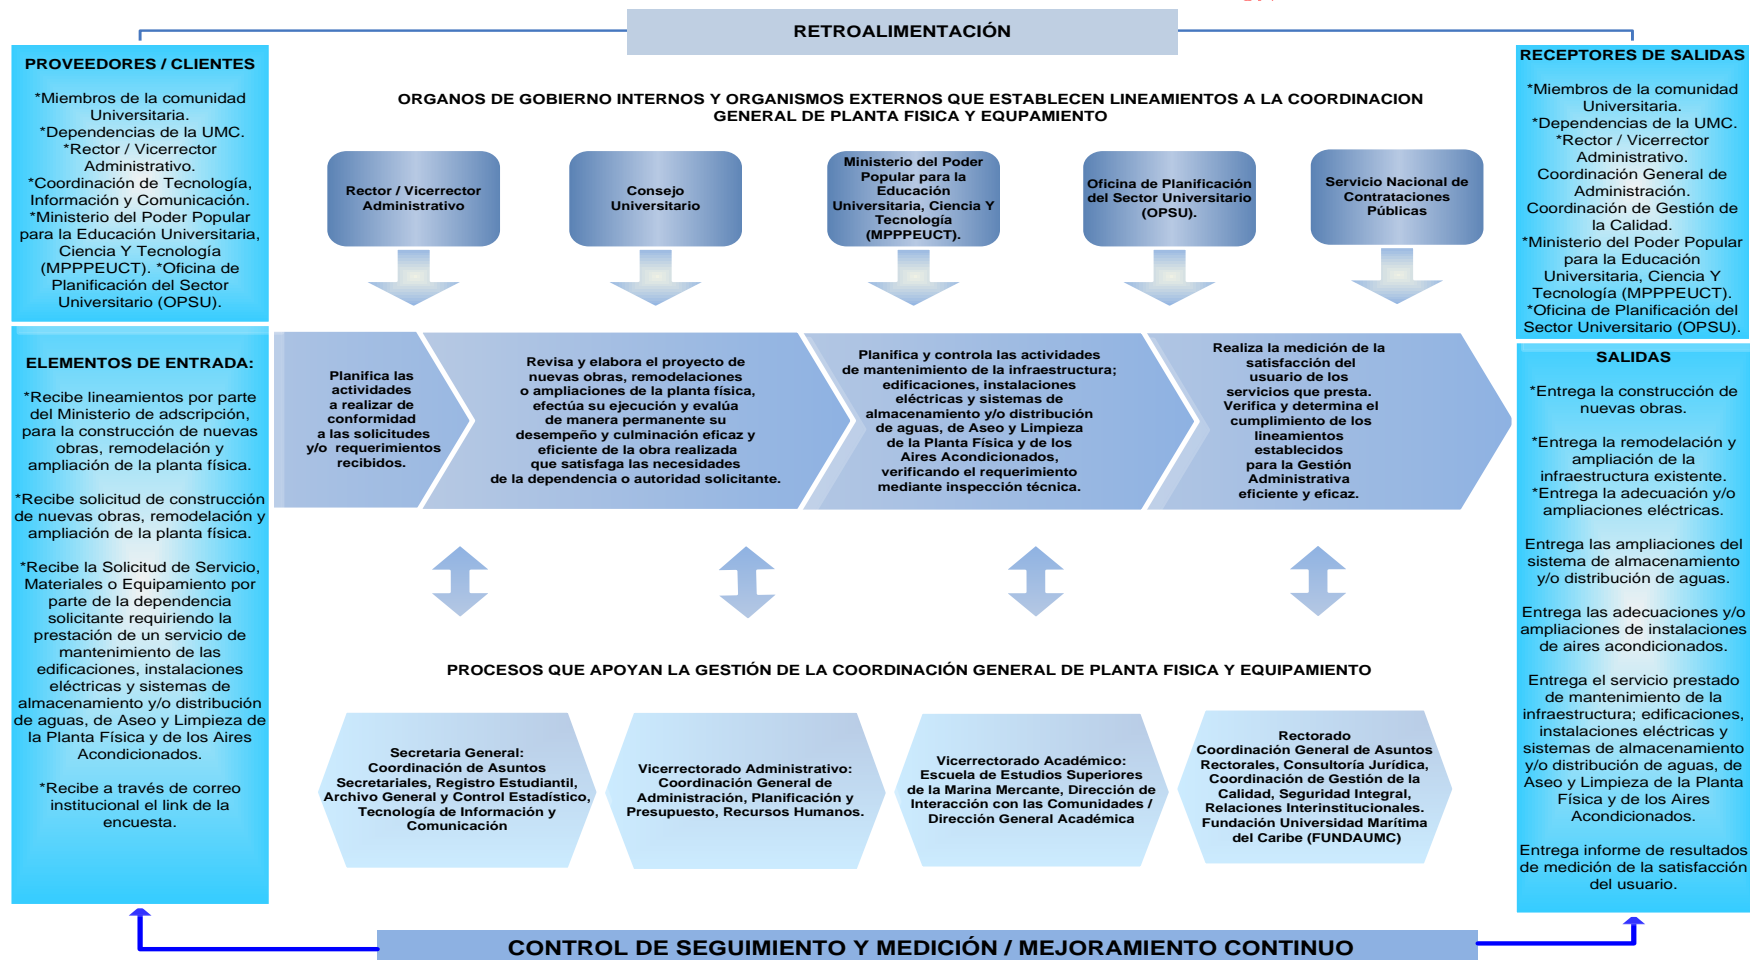 RETROALIMENTACIÓN
PROVEEDORES / CLIENTES
*Miembros de la comunidad
Universitaria.
*Dependencias de la UMC.
*Rector / Vicerrector
Administrativo.
*Coordinación de Tecnología,
Información y Comunicación.
*Ministerio del Poder Popular
para la Educación Universitaria,
Ciencia Y Tecnología
(MPPPEUCT). *Oficina de
Planificación del Sector
Universitario (OPSU).
ELEMENTOS DE ENTRADA:
*Recibe lineamientos por parte
del Ministerio de adscripción,
para la construcción de nuevas
obras, remodelación y
ampliación de la planta física.
*Recibe solicitud de construcción
de nuevas obras, remodelación y
ampliación de la planta física.
*Recibe la Solicitud de Servicio,
Materiales o Equipamiento por
parte de la dependencia
solicitante requiriendo la
prestación de un servicio de
mantenimiento de las
edificaciones, instalaciones
eléctricas y sistemas de
almacenamiento y/o distribución
de aguas, de Aseo y Limpieza de
la Planta Física y de los Aires
Acondicionados.
*Recibe a través de correo
institucional el link de la
encuesta.
ORGANOS DE GOBIERNO INTERNOS Y ORGANISMOS EXTERNOS QUE ESTABLECEN LINEAMIENTOS A LA COORDINACION
GENERAL DE PLANTA FISICA Y EQUPAMIENTO
Rector / Vicerrector
Administrativo
Consejo
Universitario
Ministerio del Poder
Popular para la
Educación
Universitaria, Ciencia Y
Tecnología
(MPPPEUCT).
Oficina de Planificación
del Sector Universitario
(OPSU).
Servicio Nacional de
Contrataciones
Públicas
Planifica las
actividades
a realizar de
conformidad
a las solicitudes
y/o requerimientos
recibidos.
Revisa y elabora el proyecto de
nuevas obras, remodelaciones
o ampliaciones de la planta física,
efectúa su ejecución y evalúa
de manera permanente su
desempeño y culminación eficaz y
eficiente de la obra realizada
que satisfaga las necesidades
de la dependencia o autoridad solicitante.
Planifica y controla las actividades
de mantenimiento de la infraestructura;
edificaciones, instalaciones
eléctricas y sistemas de
almacenamiento y/o distribución
de aguas, de Aseo y Limpieza
de la Planta Física y de los
Aires Acondicionados,
verificando el requerimiento
mediante inspección técnica.
Realiza la medición de la
satisfacción del
usuario de los
servicios que presta.
Verifica y determina el
cumplimiento de los
lineamientos
establecidos
para la Gestión
Administrativa
eficiente y eficaz.
PROCESOS QUE APOYAN LA GESTIÓN DE LA COORDINACIÓN GENERAL DE PLANTA FISICA Y EQUIPAMIENTO
Secretaria General:
Coordinación de Asuntos
Secretariales, Registro Estudiantil,
Archivo General y Control Estadístico,
Tecnología de Información y
Comunicación
Vicerrectorado Administrativo:
Coordinación General de
Administración, Planificación y
Presupuesto, Recursos Humanos.
Vicerrectorado Académico:
Escuela de Estudios Superiores
de la Marina Mercante, Dirección de
Interacción con las Comunidades /
Dirección General Académica
Rectorado
Coordinación General de Asuntos
Rectorales, Consultoría Jurídica,
Coordinación de Gestión de la
Calidad, Seguridad Integral,
Relaciones Interinstitucionales.
Fundación Universidad Marítima
del Caribe (FUNDAUMC)
RECEPTORES DE SALIDAS
*Miembros de la comunidad
Universitaria.
*Dependencias de la UMC.
*Rector / Vicerrector
Administrativo.
Coordinación General de
Administración.
Coordinación de Gestión de
la Calidad.
*Ministerio del Poder Popular
para la Educación
Universitaria, Ciencia Y
Tecnología (MPPPEUCT).
*Oficina de Planificación del
Sector Universitario (OPSU).
SALIDAS
*Entrega la construcción de
nuevas obras.
*Entrega la remodelación y
ampliación de la
infraestructura existente.
*Entrega la adecuación y/o
ampliaciones eléctricas.
Entrega las ampliaciones del
sistema de almacenamiento
y/o distribución de aguas.
Entrega las adecuaciones y/o
ampliaciones de instalaciones
de aires acondicionados.
Entrega el servicio prestado
de mantenimiento de la
infraestructura; edificaciones,
instalaciones eléctricas y
sistemas de almacenamiento
y/o distribución de aguas, de
Aseo y Limpieza de la Planta
Física y de los Aires
Acondicionados.
Entrega informe de resultados
de medición de la satisfacción
del usuario.
CONTROL DE SEGUIMIENTO Y MEDICIÓN / MEJORAMIENTO CONTINUO